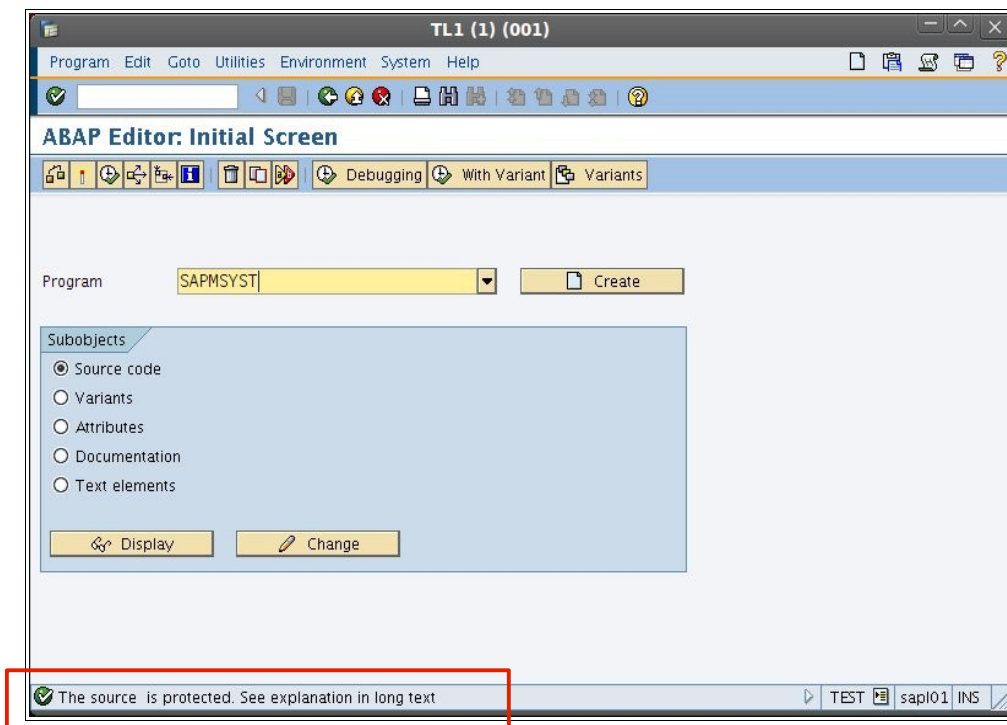 TL1 (1) (001)
Program Edit Goto Utilities Environment System Help
ABAP Editor: Initial Screen
Debugging With Variant Variants
Program SAPMSYST Create
Subobjects
Source code
Variants
Attributes
Documentation
Text elements
Display Change
The source is protected. See explanation in long text TEST sapl01 INS